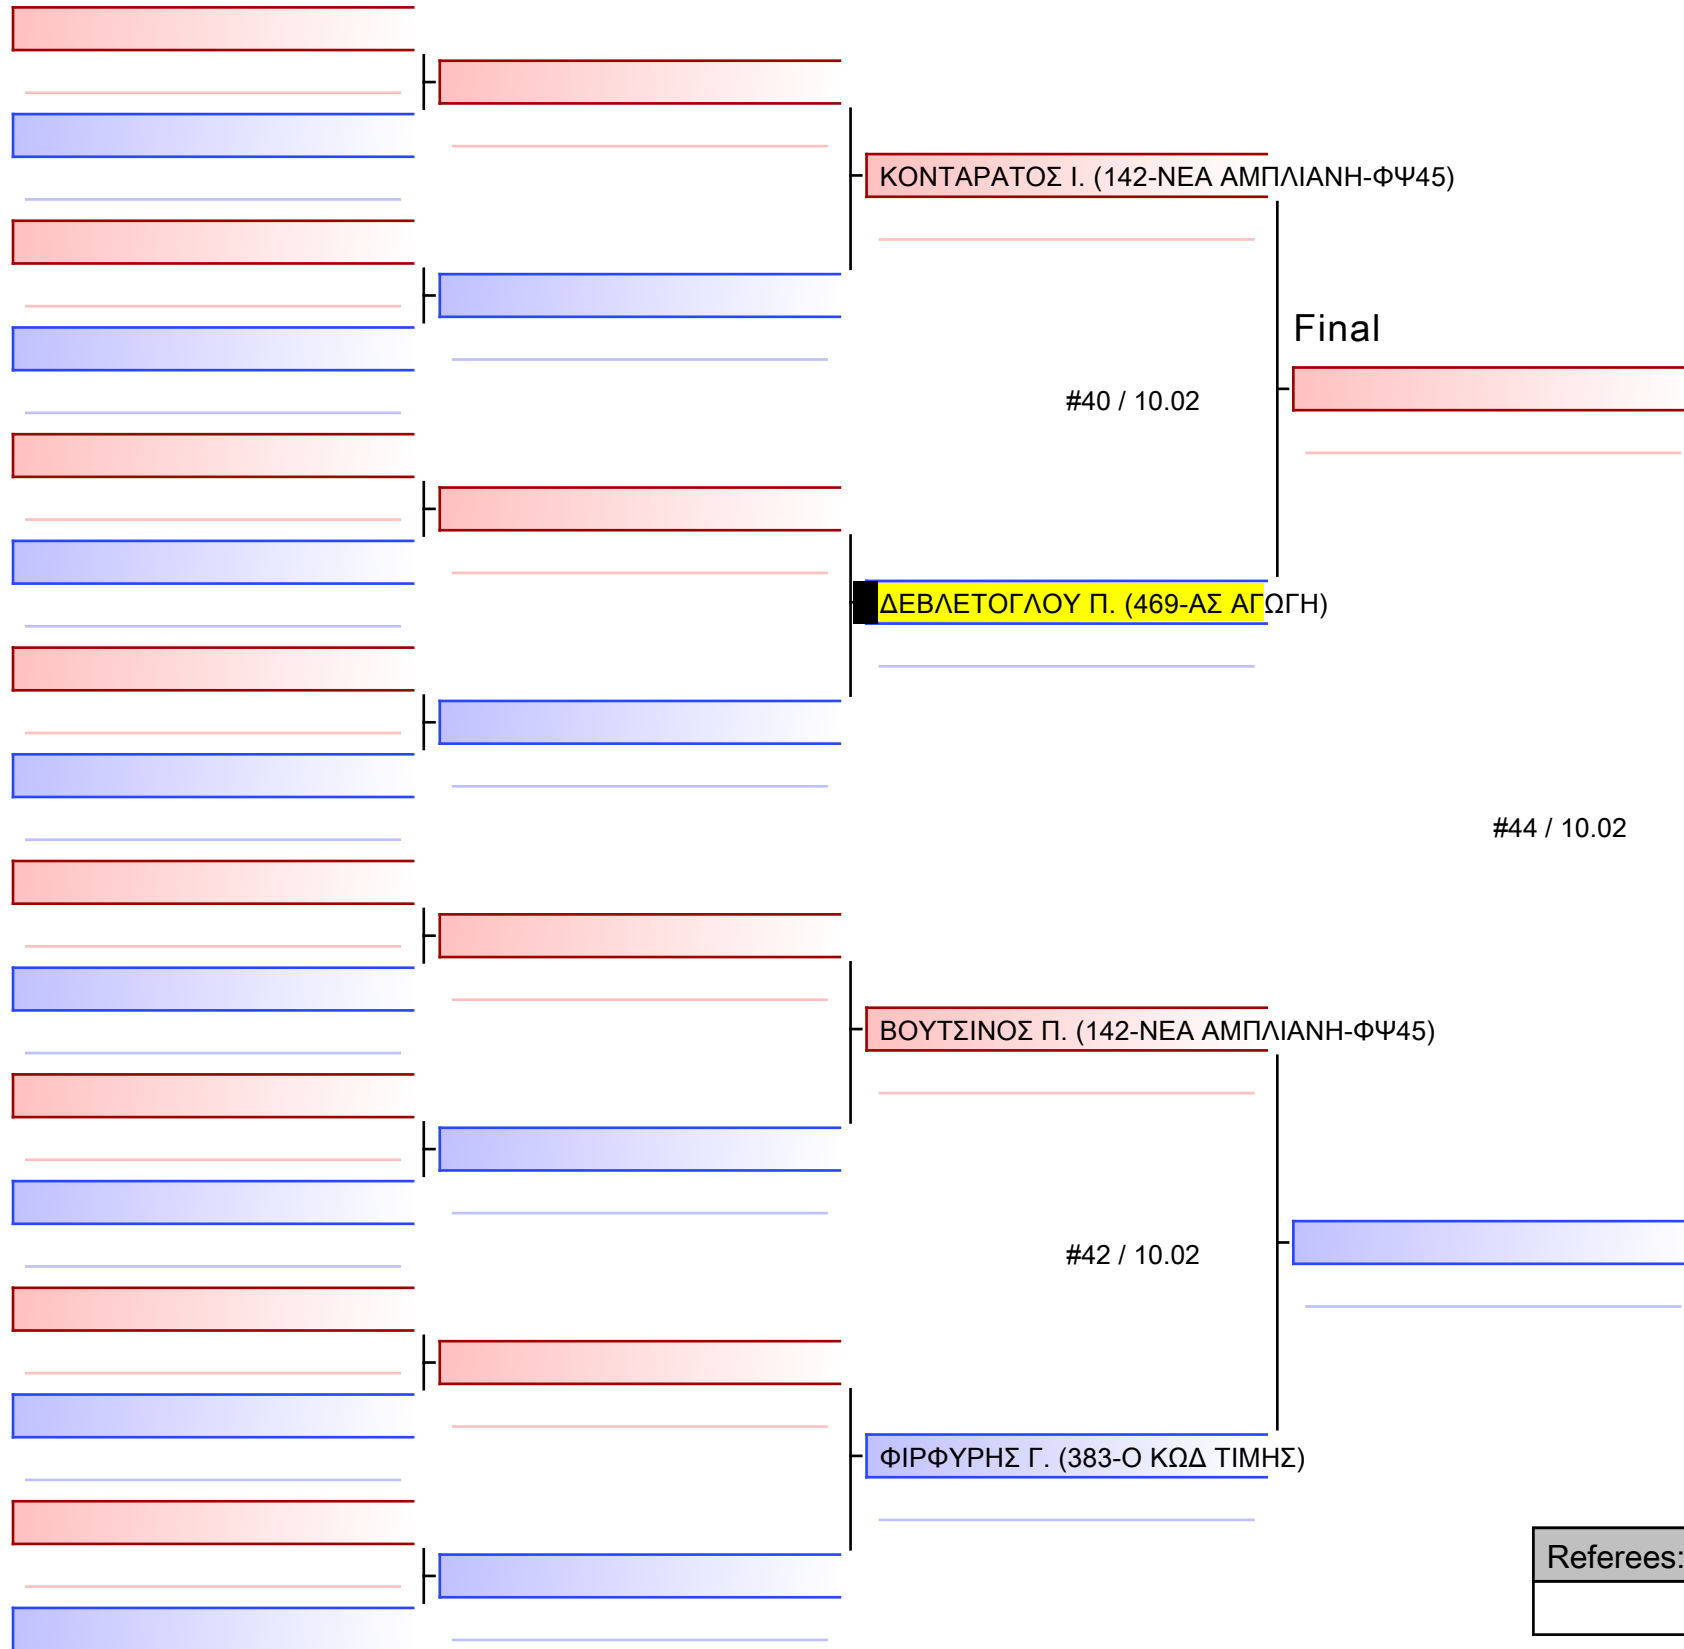 ΚΟΝΤΑΡΑΤΟΣ Ι. (142-ΝΕΑ ΑΜΠΛΙΑΝΗ-ΦΨ45)
Final
#40 / 10.02
ΔΕΒΛΕΤΟΓΛΟΥ Π. (469-ΑΣ ΑΓΩΓΗ)
#44 / 10.02
ΒΟΥΤΣΙΝΟΣ Π. (142-ΝΕΑ ΑΜΠΛΙΑΝΗ-ΦΨ45)
#42 / 10.02
ΦΙΡΦΥΡΗΣ Γ. (383-Ο ΚΩΔ ΤΙΜΗΣ)
Referees: